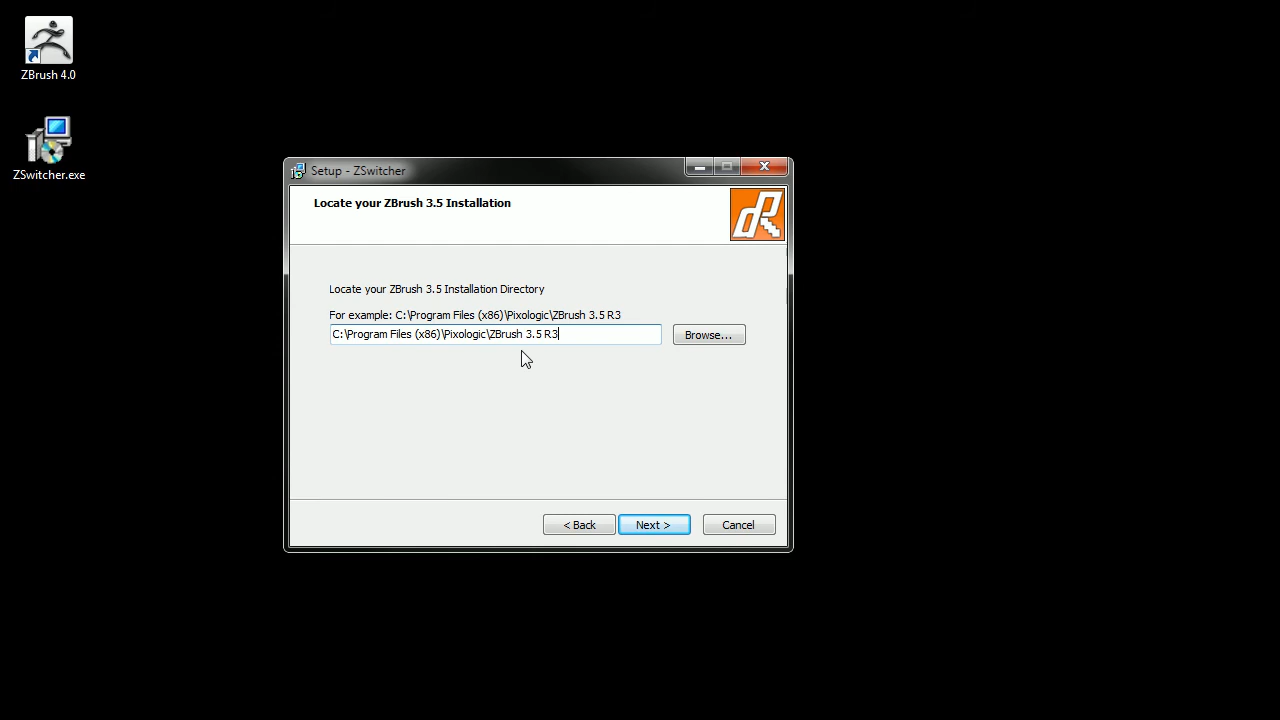 ZBrush 4.0
ZSwitcher.exe
Setup - ZSwitcher
Locate your ZBrush 3.5 Installation
dR
Locate your ZBrush 3.5 Installation Directory
For example: C:\Program Files (x86)\Pixologic\ZBrush 3.5 R3
C:\Program Files (x86)\Pixologic\ZBrush 3.5 R3
Browse...
< Back
Next >
Cancel